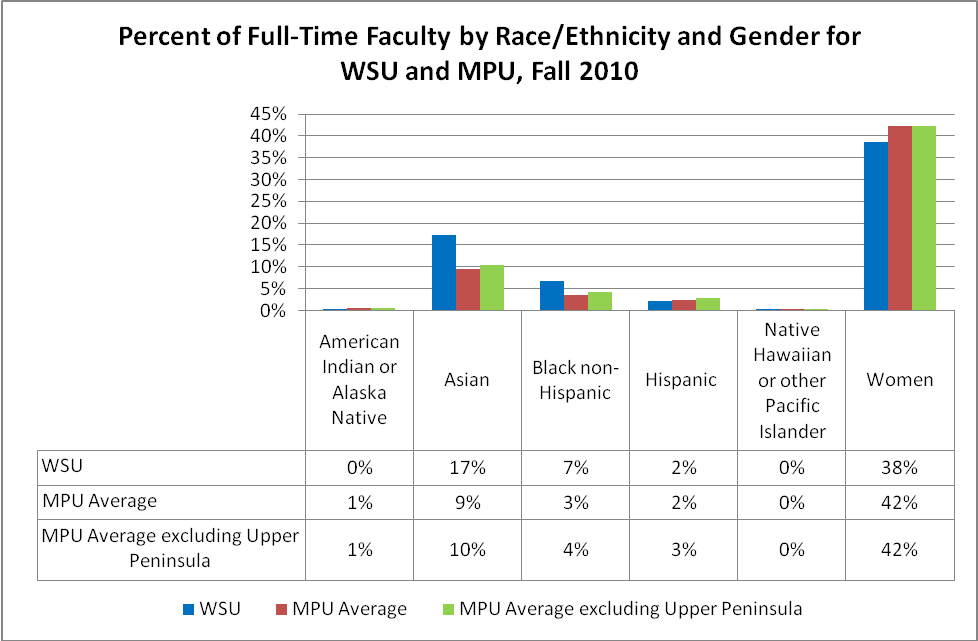 Percent of Full-Time Faculty by Race/Ethnicity and Gender for
WSU and MPU, Fall 2010
45%
40%
35%
30%
25%
20%
15%
10%
5%
0%
American
Indian or
Alaska
Native
Asian
Black non-
Hispanic
Hispanic
Native
Hawaiian
or other
Pacific
Islander
Women
WSU 0% 17% 7% 2% 0% 38%
MPU Average 1% 9% 3% 2% 0% 42%
MPU Average excluding Upper
Peninsula 1% 10% 4% 3% 0% 42%
WSU MPU Average MPU Average excluding Upper Peninsula